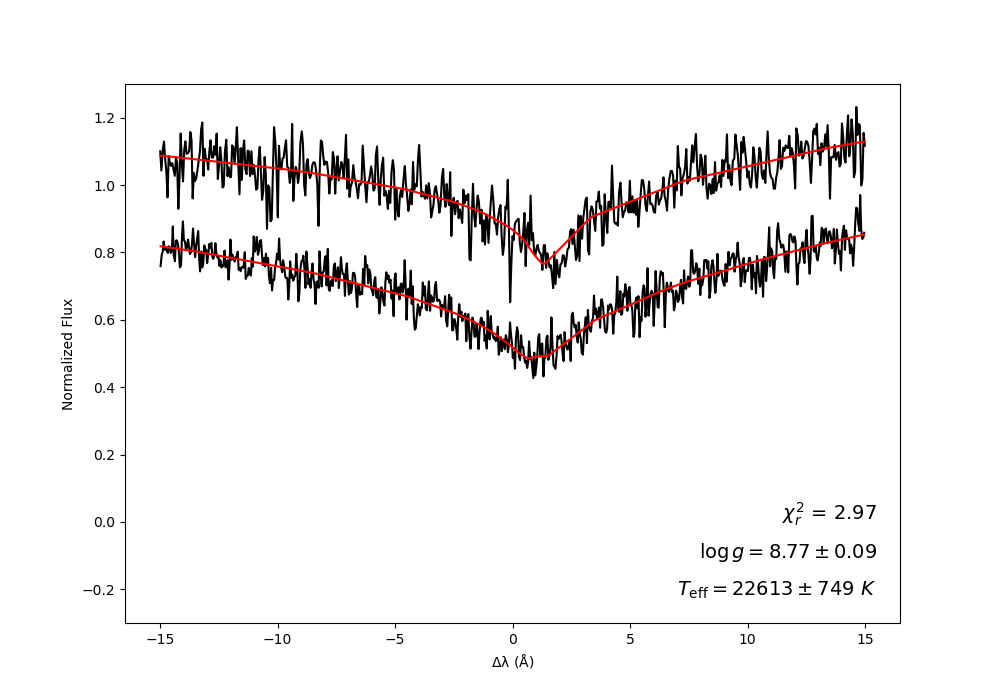 1.2
1.0
0.8
0.6
0.4
0.2
0.0
−0.2
Normalized Flux
χ²ᵣ = 2.97
log g = 8.77 ± 0.09
T_eff = 22613 ± 749 K
−15 −10 −5 0 5 10 15
Δλ (Å)